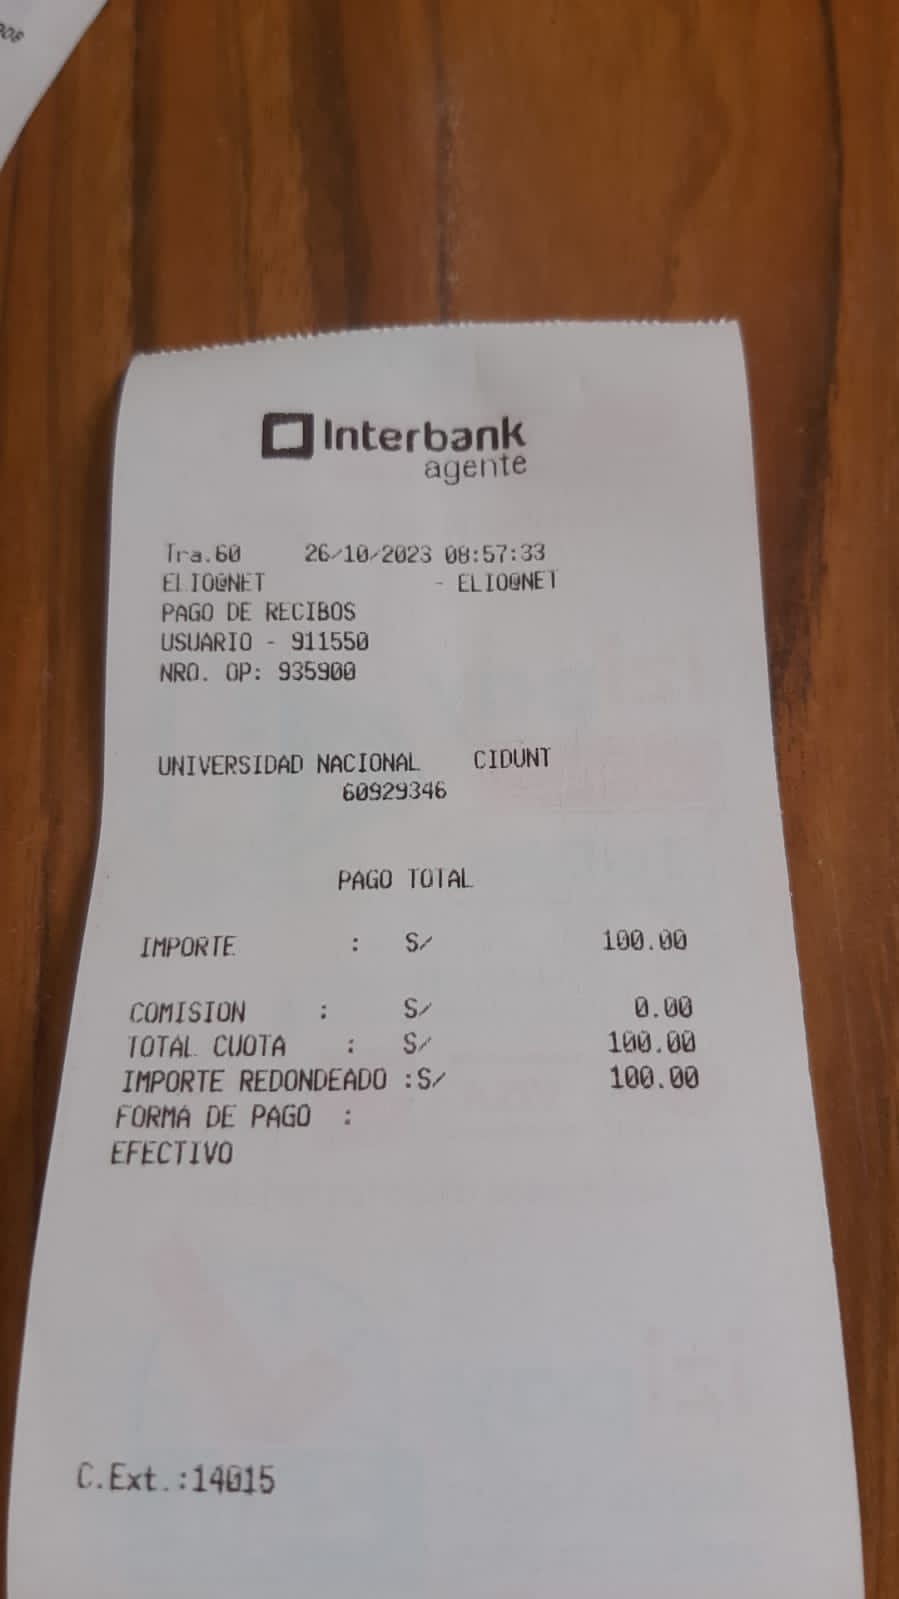 Interbank
agente
Tra.60 26/10/2023 08:57:33
ELIO@NET - ELIO@NET
PAGO DE RECIBOS
USUARIO - 911550
NRO. OP: 935900
UNIVERSIDAD NACIONAL CIDUNT
60929346
PAGO TOTAL
IMPORTE : S/ 100.00
COMISION : S/ 0.00
TOTAL CUOTA : S/ 100.00
IMPORTE REDONDEADO :S/ 100.00
FORMA DE PAGO :
EFECTIVO
C.Ext.:14015